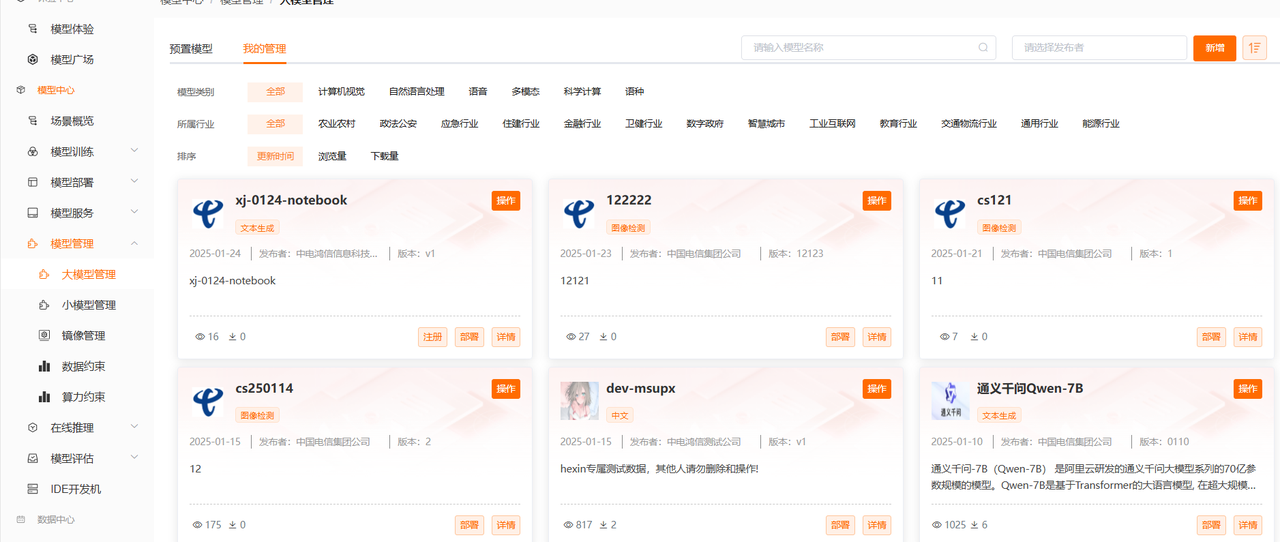 模型中心 / 模型管理 / 大模型管理
模型体验
模型广场
模型中心
场景概览
模型训练
模型部署
模型服务
模型管理
大模型管理
小模型管理
镜像管理
数据约束
算力约束
在线推理
模型评估
IDE开发机
数据中心
预置模型 我的管理 请输入模型名称 请选择发布者 新增
模型类别 全部 计算机视觉 自然语言处理 语音 多模态 科学计算 语种
所属行业 全部 农业农村 政法公安 应急行业 住建行业 金融行业 卫健行业 数字政府 智慧城市 工业互联网 教育行业 交通物流行业 通用行业 能源行业
排序 更新时间 浏览量 下载量
xj-0124-notebook 操作
文本生成
2025-01-24 发布者：中电鸿信信息科技... 版本：v1
xj-0124-notebook
16 0 注册 部署 详情
122222 操作
图像检测
2025-01-23 发布者：中国电信集团公司 版本：12123
12121
27 0 部署 详情
cs121 操作
图像检测
2025-01-21 发布者：中国电信集团公司 版本：1
11
7 0 部署 详情
cs250114 操作
图像检测
2025-01-15 发布者：中国电信集团公司 版本：2
12
175 0 部署 详情
dev-msupx 操作
中文
2025-01-15 发布者：中电鸿信测试公司 版本：v1
hexin专属测试数据，其他人请勿删除和操作!
817 2 部署 详情
通义千问
通义千问Qwen-7B 操作
文本生成
2025-01-10 发布者：中国电信集团公司 版本：0110
通义千问-7B（Qwen-7B） 是阿里云研发的通义千问大模型系列的70亿参
数规模的模型。Qwen-7B是基于Transformer的大语言模型, 在超大规模...
1025 6 部署 详情